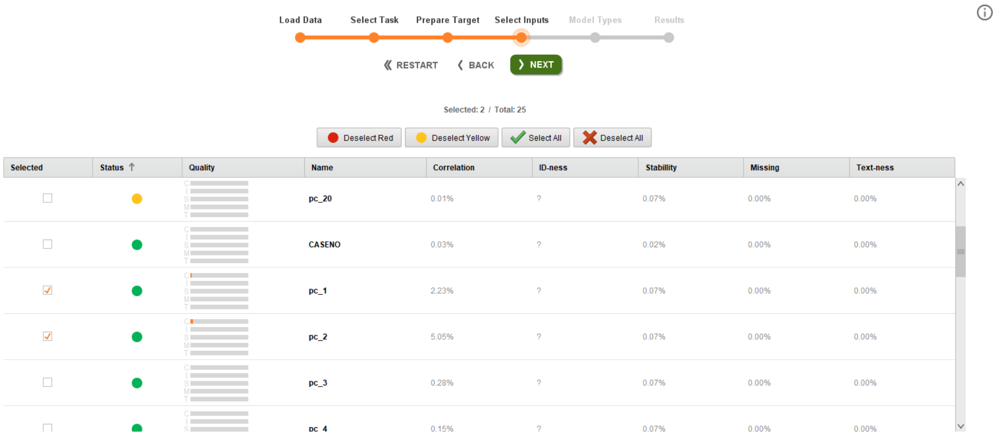 Load Data Select Task Prepare Target Select Inputs Model Types Results
RESTART BACK NEXT
Selected: 2 / Total: 25
Deselect Red Deselect Yellow Select All Deselect All
Selected Status Quality Name Correlation ID-ness Stabillity Missing Text-ness
C
I
S
M
T
pc_20 0.01% ? 0.07% 0.00% 0.00%
C
I
S
M
T
CASENO 0.03% ? 0.02% 0.00% 0.00%
C
I
S
M
T
pc_1 2.23% ? 0.07% 0.00% 0.00%
C
I
S
M
T
pc_2 5.05% ? 0.07% 0.00% 0.00%
C
I
S
M
T
pc_3 0.28% ? 0.07% 0.00% 0.00%
C
I
S
pc_4 0.15% ? 0.07% 0.00% 0.00%